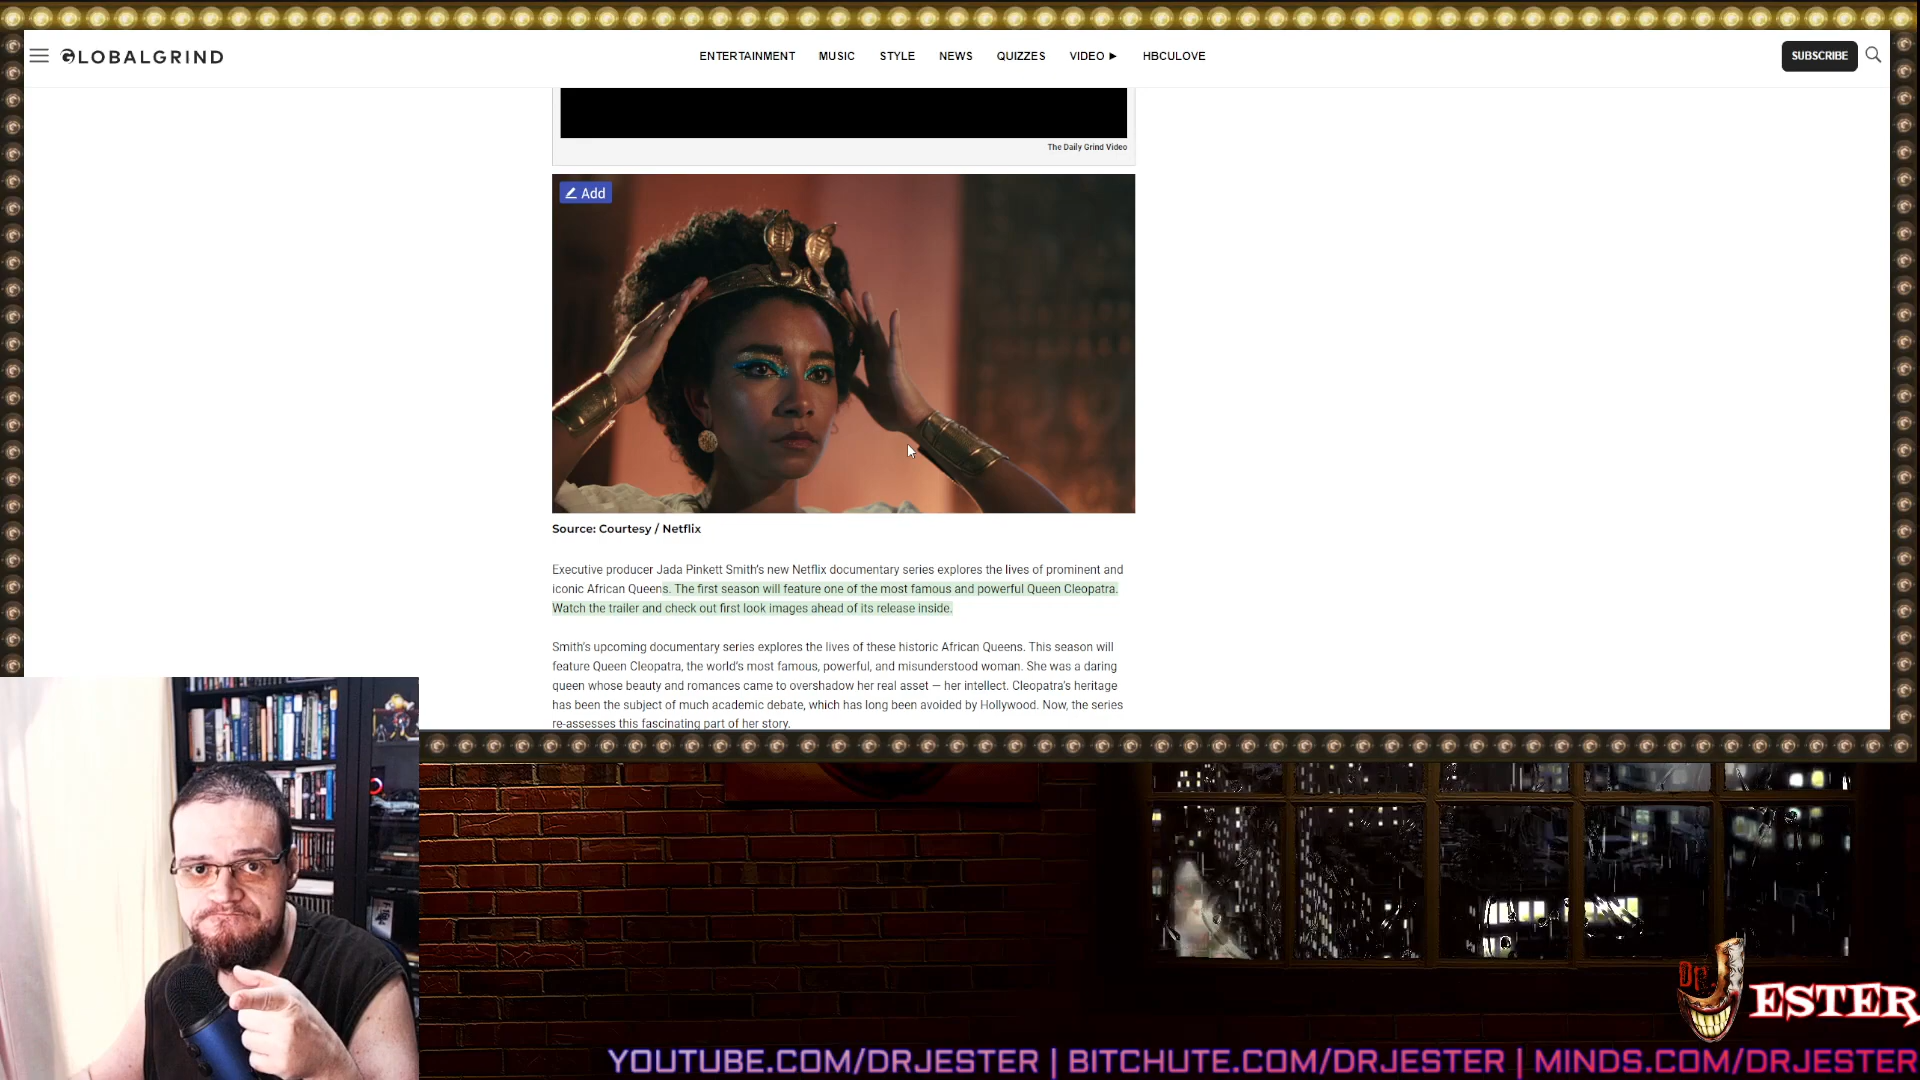 GLOBALGRIND
ENTERTAINMENT MUSIC STYLE NEWS QUIZZES VIDEO ► HBCULOVE
SUBSCRIBE
The Daily Grind Video
Add
Source: Courtesy / Netflix
Executive producer Jada Pinkett Smith's new Netflix documentary series explores the lives of prominent and
iconic African Queens. The first season will feature one of the most famous and powerful Queen Cleopatra.
Watch the trailer and check out first look images ahead of its release inside.
Smith's upcoming documentary series explores the lives of these historic African Queens. This season will
feature Queen Cleopatra, the world's most famous, powerful, and misunderstood woman. She was a daring
queen whose beauty and romances came to overshadow her real asset — her intellect. Cleopatra's heritage
has been the subject of much academic debate, which has long been avoided by Hollywood. Now, the series
re-assesses this fascinating part of her story.
Dr. JESTER
YOUTUBE.COM/DRJESTER | BITCHUTE.COM/DRJESTER | MINDS.COM/DRJESTER